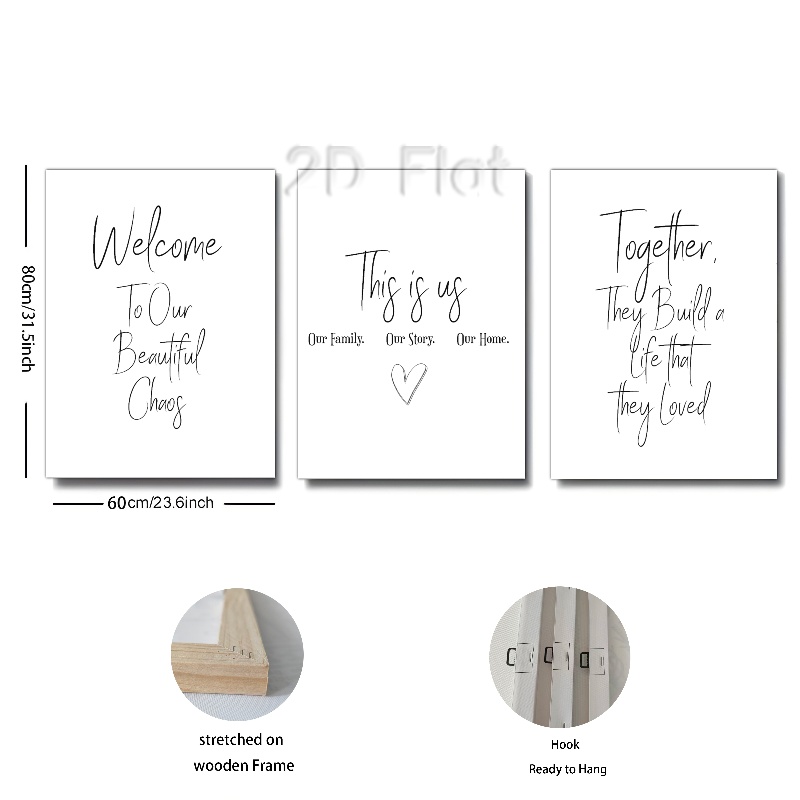 2D Flat
Welcome
To Our
Beautiful
Chaos
This is us
Our Family. Our Story. Our Home.
Together,
They Build a
Life that
they Loved
80cm/31.5inch
60cm/23.6inch
stretched on
wooden Frame
Hook
Ready to Hang